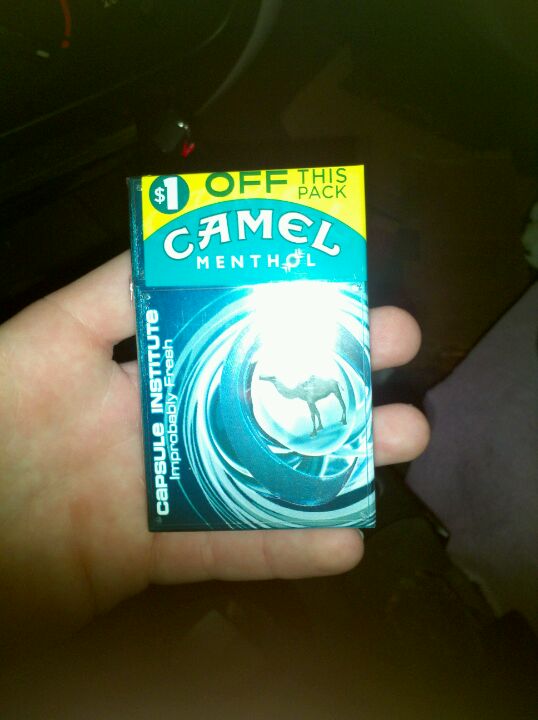 $1 OFF THIS PACK
CAMEL
MENTHOL
CAPSULE INSTITUTE
Improbably Fresh